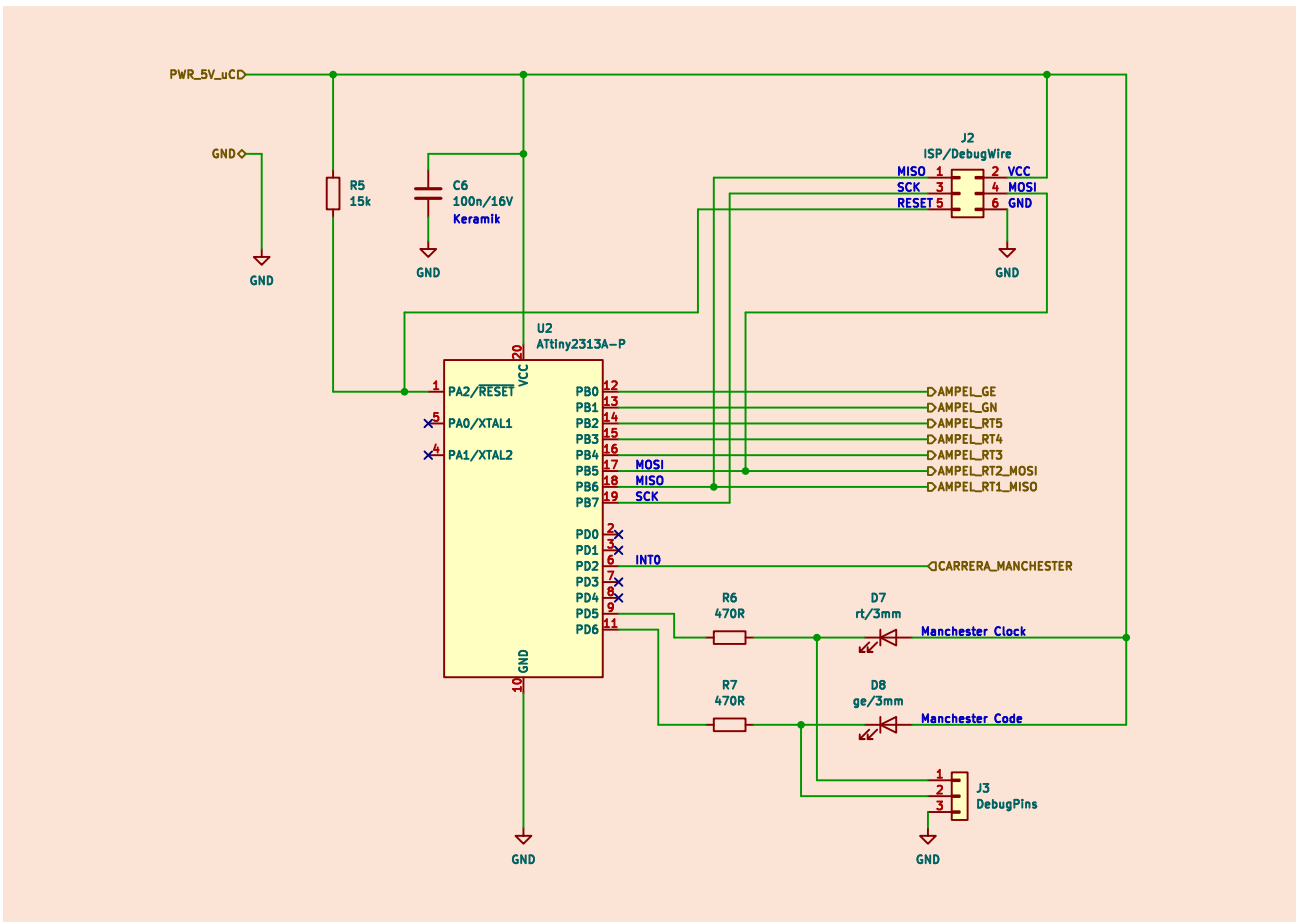 PWR_5V_uC
GND
GND
R5
15k
C6
100n/16V
Keramik
GND
J2
ISP/DebugWire
MISO 1 2 VCC
SCK 3 4 MOSI
RESET 5 6 GND
GND
U2
ATtiny2313A-P
20
VCC
1 PA2/RESET
5 PA0/XTAL1
4 PA1/XTAL2
PB0 12 AMPEL_GE
PB1 13 AMPEL_GN
PB2 14 AMPEL_RT5
PB3 15 AMPEL_RT4
PB4 16 AMPEL_RT3
PB5 17 MOSI AMPEL_RT2_MOSI
PB6 18 MISO AMPEL_RT1_MISO
PB7 19 SCK
PD0 2
PD1 3
PD2 6 INT0 CARRERA_MANCHESTER
PD3 7
PD4 8
PD5 9
PD6 11
GND
10
GND
R6
470R
D7
rt/3mm
Manchester Clock
R7
470R
D8
ge/3mm
Manchester Code
1
2
3
J3
DebugPins
GND